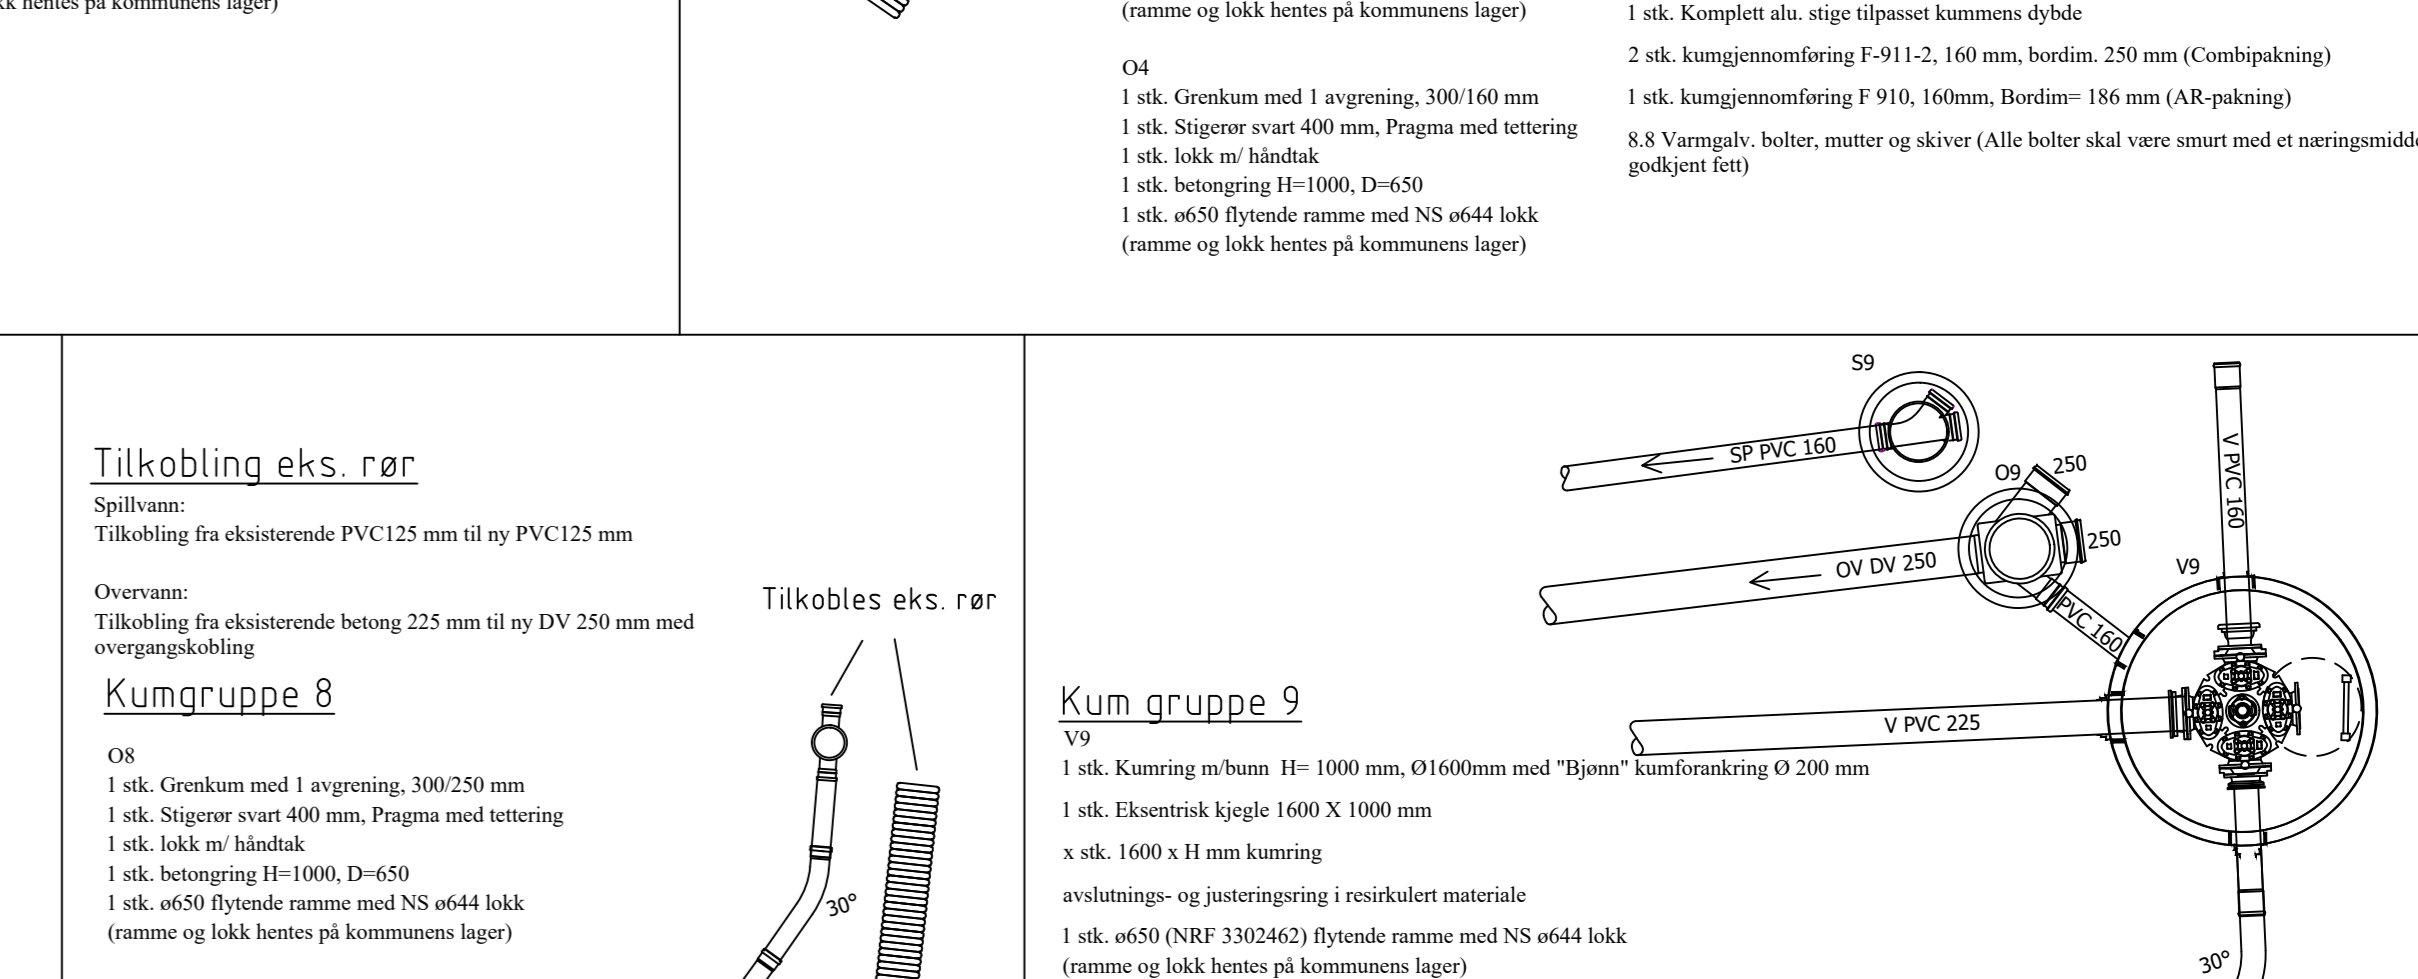 kk hentes på kommunens lager)
(ramme og lokk hentes på kommunens lager)
O4
1 stk. Grenkum med 1 avgrening, 300/160 mm
1 stk. Stigerør svart 400 mm, Pragma med tettering
1 stk. lokk m/ håndtak
1 stk. betongring H=1000, D=650
1 stk. ø650 flytende ramme med NS ø644 lokk
(ramme og lokk hentes på kommunens lager)
1 stk. Komplett alu. stige tilpasset kummens dybde
2 stk. kumgjennomføring F-911-2, 160 mm, bordim. 250 mm (Combipakning)
1 stk. kumgjennomføring F 910, 160mm, Bordim= 186 mm (AR-pakning)
8.8 Varmgalv. bolter, mutter og skiver (Alle bolter skal være smurt med et næringsmidde
godkjent fett)
Tilkobling eks. rør
Spillvann:
Tilkobling fra eksisterende PVC125 mm til ny PVC125 mm
Overvann:
Tilkobling fra eksisterende betong 225 mm til ny DV 250 mm med
overgangskobling
Tilkobles eks. rør
Kumgruppe 8
O8
1 stk. Grenkum med 1 avgrening, 300/250 mm
1 stk. Stigerør svart 400 mm, Pragma med tettering
1 stk. lokk m/ håndtak
1 stk. betongring H=1000, D=650
1 stk. ø650 flytende ramme med NS ø644 lokk
(ramme og lokk hentes på kommunens lager)
30°
S9
SP PVC 160
O9
250
250
OV DV 250
PVC 160
V PVC 160
V9
V PVC 225
30°
Kum gruppe 9
V9
1 stk. Kumring m/bunn H= 1000 mm, Ø1600mm med "Bjønn" kumforankring Ø 200 mm
1 stk. Eksentrisk kjegle 1600 X 1000 mm
x stk. 1600 x H mm kumring
avslutnings- og justeringsring i resirkulert materiale
1 stk. ø650 (NRF 3302462) flytende ramme med NS ø644 lokk
(ramme og lokk hentes på kommunens lager)